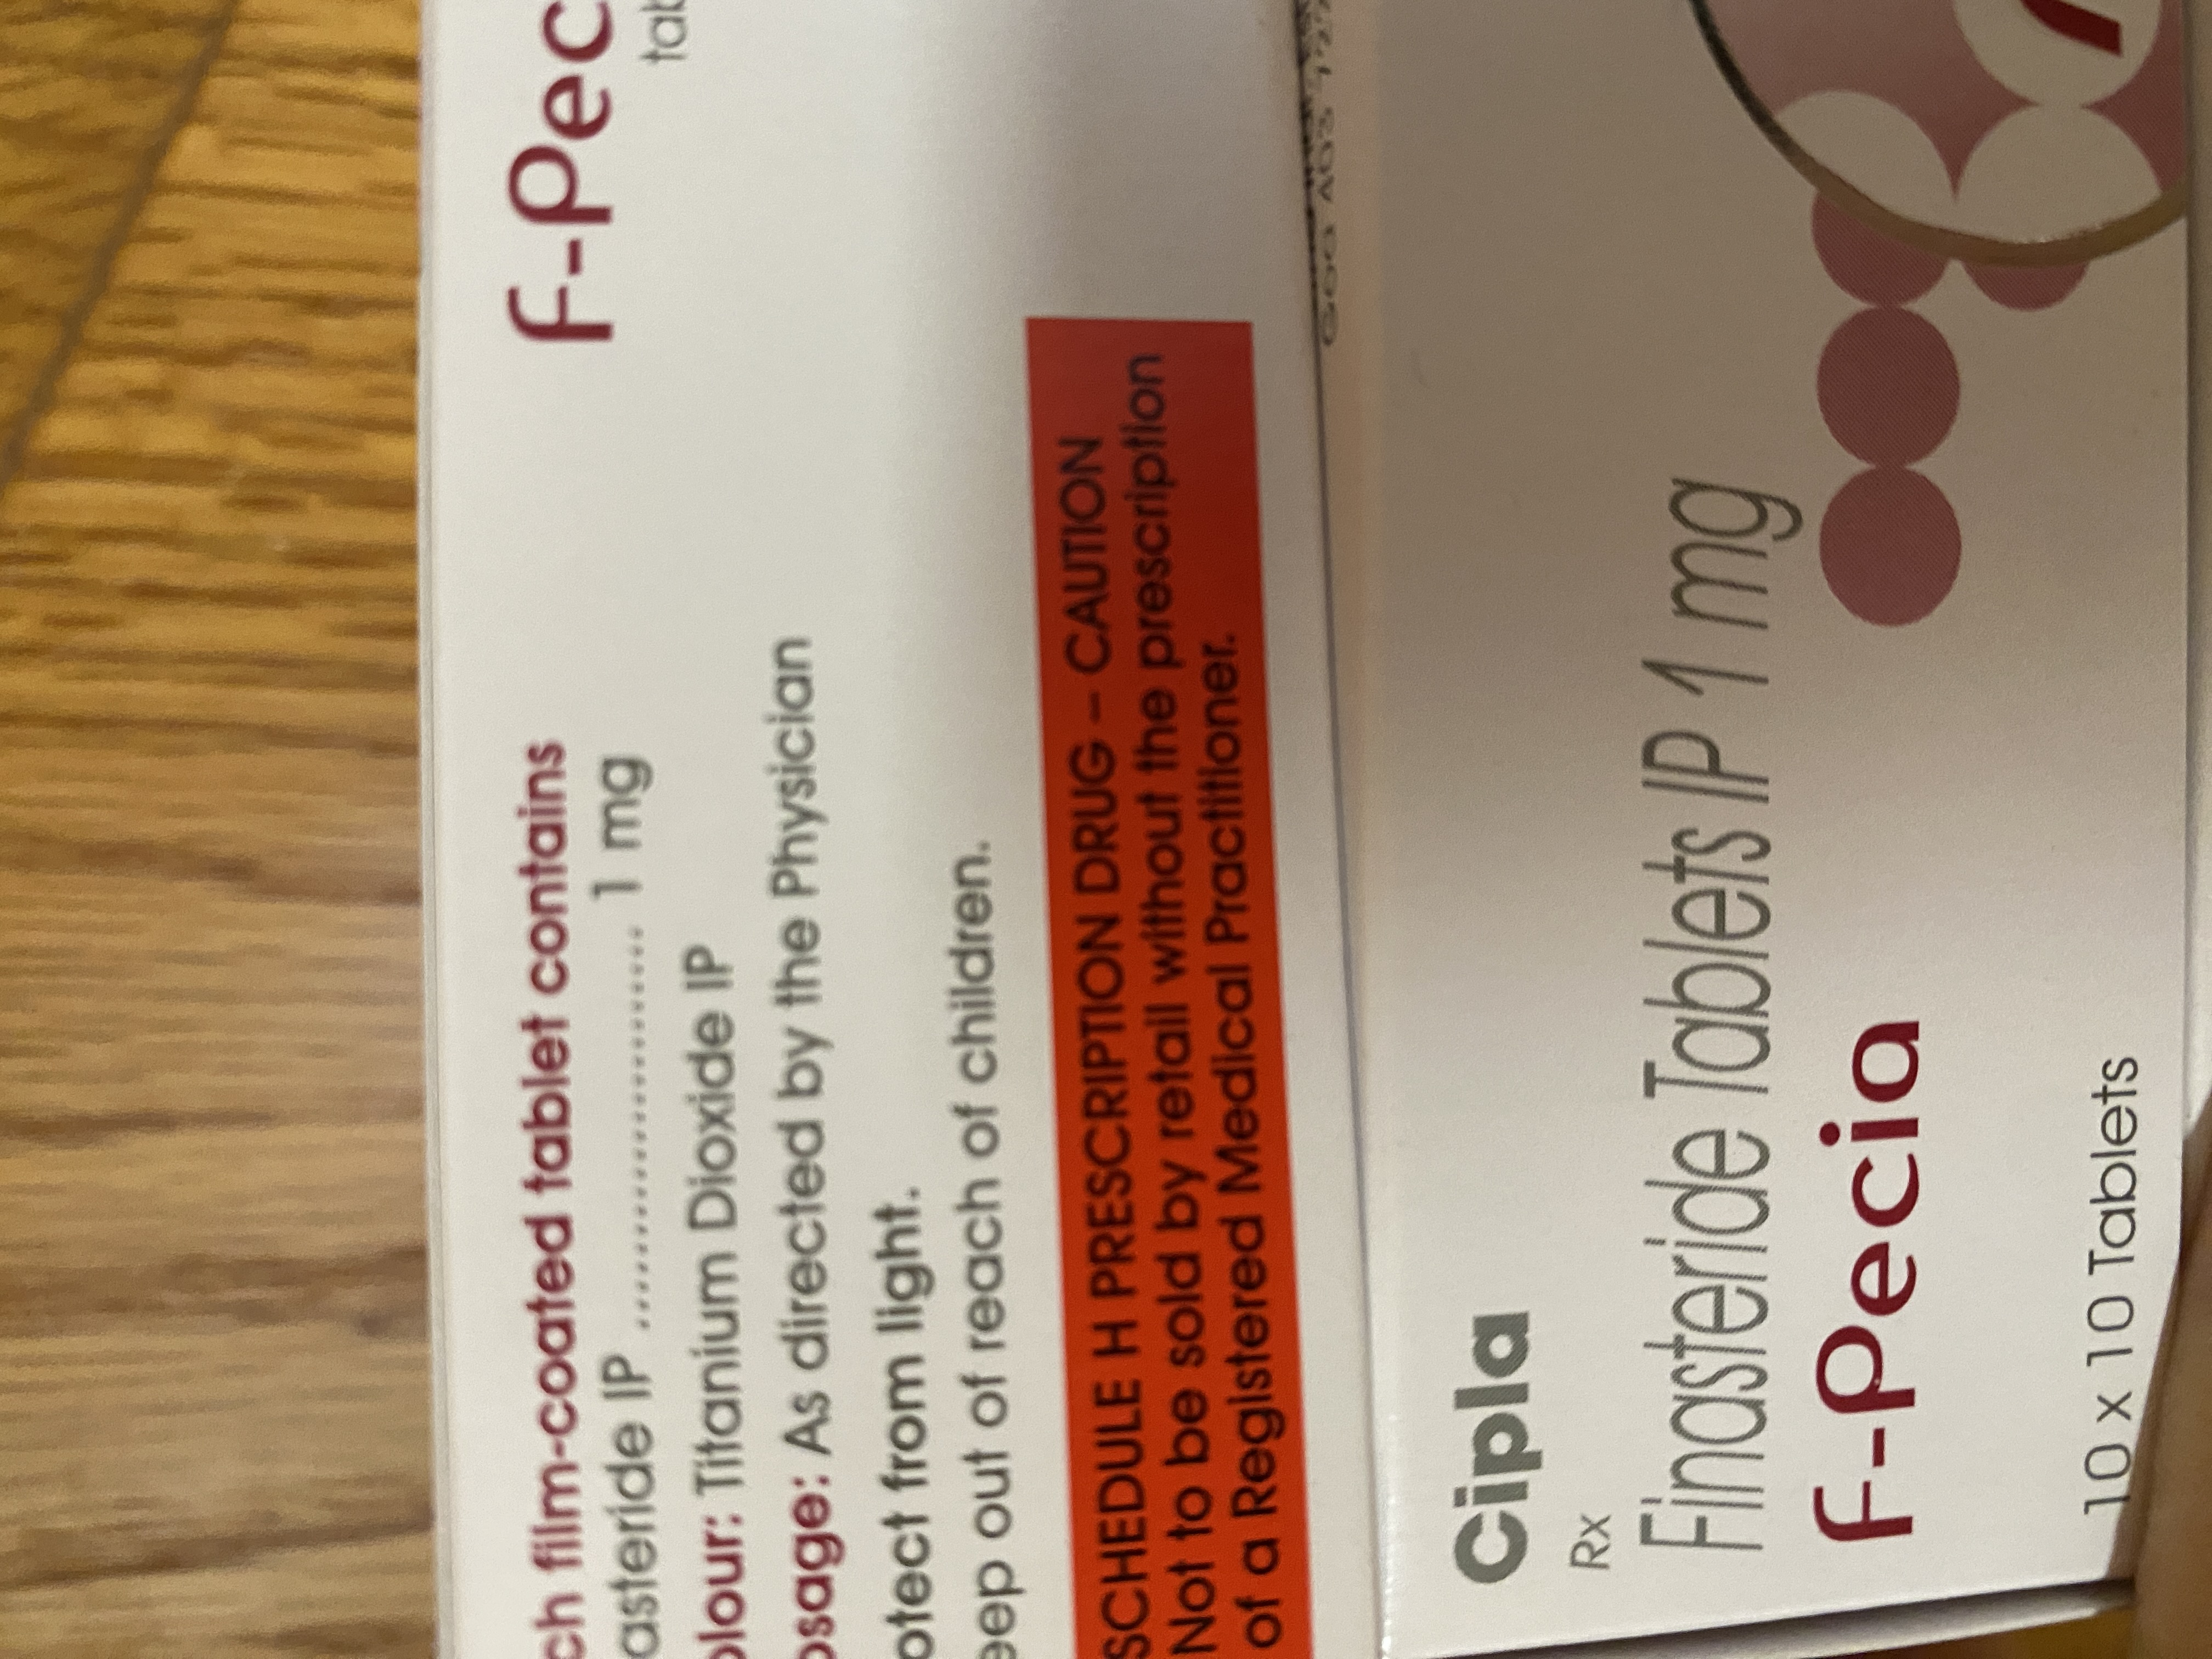 F-Pec
tab
ch film-coated tablet contains
asteride IP ........................ 1 mg
olour: Titanium Dioxide IP
osage: As directed by the Physician
otect from light.
eep out of reach of children.
SCHEDULE H PRESCRIPTION DRUG – CAUTION
Not to be sold by retail without the prescription
of a Registered Medical Practitioner.
Cipla
Rx
Finasteride Tablets IP 1 mg
F-Pecia
10 x 10 Tablets